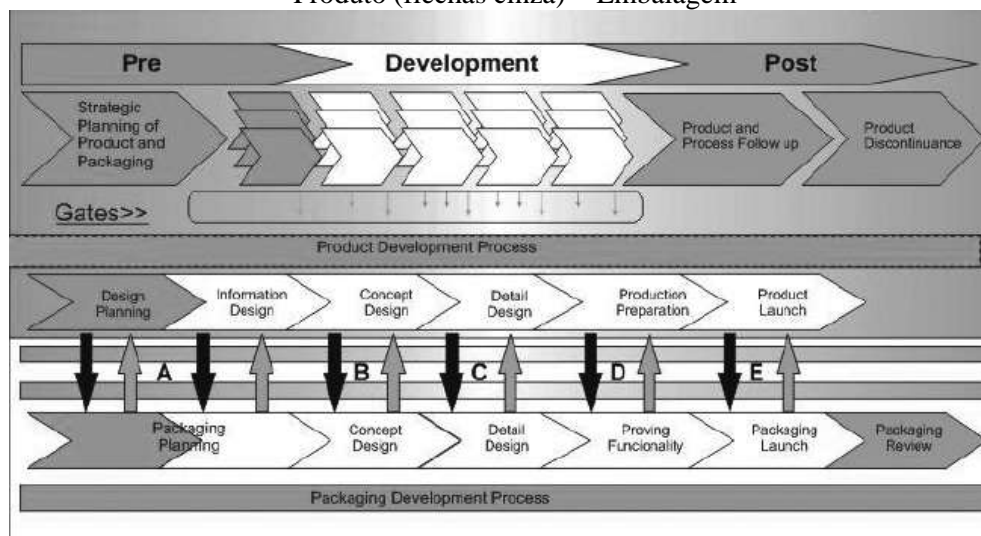 Produto (flechas cinza) – Embalagem
Pre
Development
Post
Strategic
Planning of
Product and
Packaging
Product and
Process Follow up
Product
Discontinuance
Gates>>
Product Development Process
Design
Planning
Information
Design
Concept
Design
Detail
Design
Production
Preparation
Product
Launch
A
B
C
D
E
Packaging
Planning
Concept
Design
Detail
Design
Proving
Funcionality
Packaging
Launch
Packaging
Review
Packaging Development Process